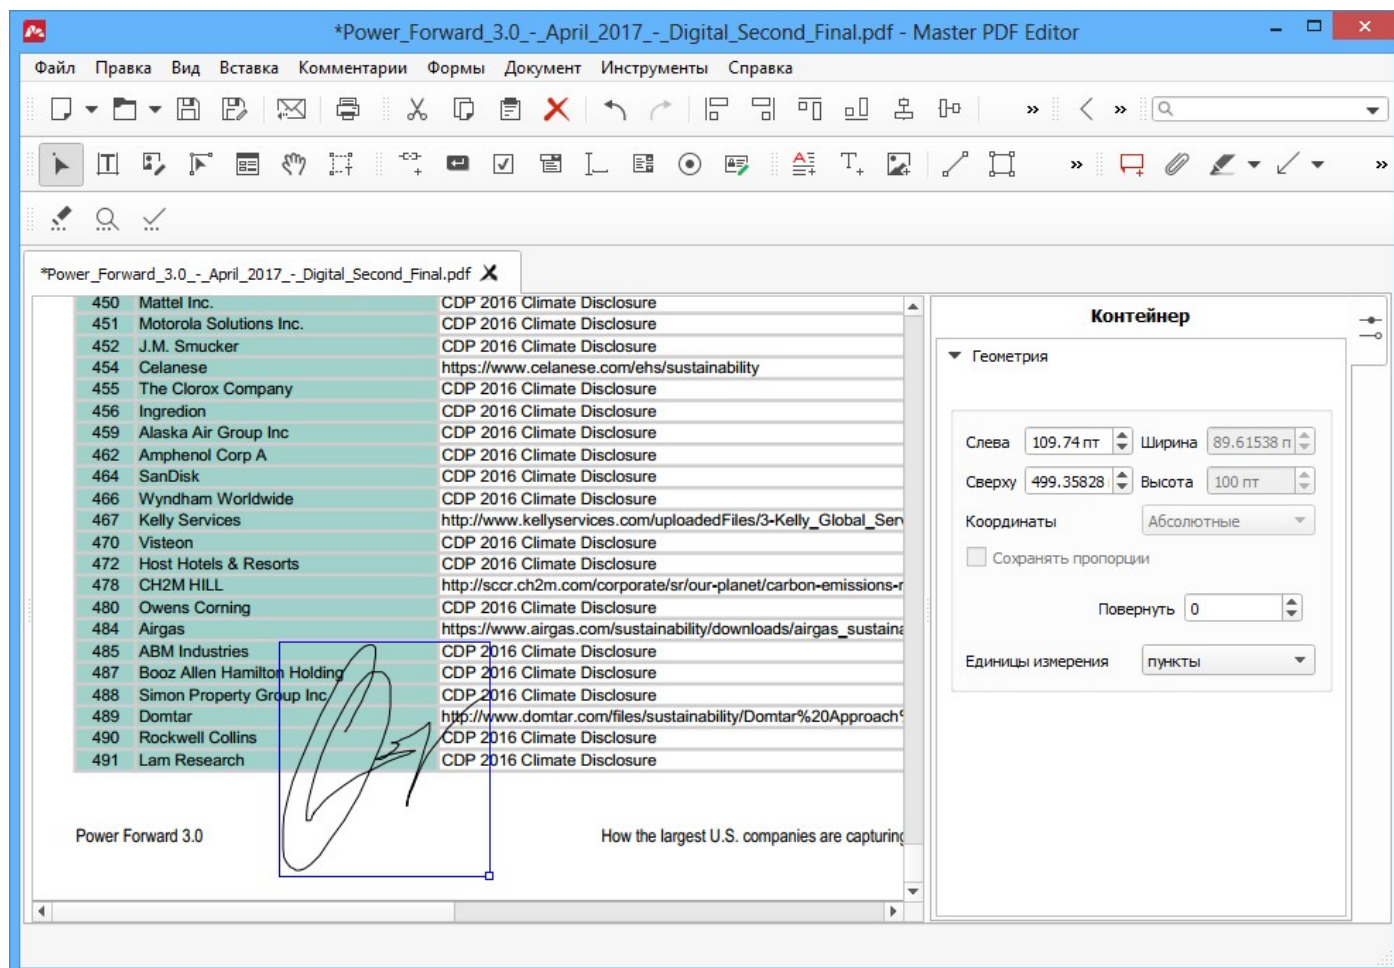 *Power_Forward_3.0_-_April_2017_-_Digital_Second_Final.pdf - Master PDF Editor
Файл Правка Вид Вставка Комментарии Формы Документ Инструменты Справка
*Power_Forward_3.0_-_April_2017_-_Digital_Second_Final.pdf
450 Mattel Inc. CDP 2016 Climate Disclosure
451 Motorola Solutions Inc. CDP 2016 Climate Disclosure
452 J.M. Smucker CDP 2016 Climate Disclosure
454 Celanese https://www.celanese.com/ehs/sustainability
455 The Clorox Company CDP 2016 Climate Disclosure
456 Ingredion CDP 2016 Climate Disclosure
459 Alaska Air Group Inc CDP 2016 Climate Disclosure
462 Amphenol Corp A CDP 2016 Climate Disclosure
464 SanDisk CDP 2016 Climate Disclosure
466 Wyndham Worldwide CDP 2016 Climate Disclosure
467 Kelly Services http://www.kellyservices.com/uploadedFiles/3-Kelly_Global_Serv
470 Visteon CDP 2016 Climate Disclosure
472 Host Hotels & Resorts CDP 2016 Climate Disclosure
478 CH2M HILL http://sccr.ch2m.com/corporate/sr/our-planet/carbon-emissions-r
480 Owens Corning CDP 2016 Climate Disclosure
484 Airgas https://www.airgas.com/sustainability/downloads/airgas_sustaina
485 ABM Industries CDP 2016 Climate Disclosure
487 Booz Allen Hamilton Holding CDP 2016 Climate Disclosure
488 Simon Property Group Inc CDP 2016 Climate Disclosure
489 Domtar http://www.domtar.com/files/sustainability/Domtar%20Approach%
490 Rockwell Collins CDP 2016 Climate Disclosure
491 Lam Research CDP 2016 Climate Disclosure
Power Forward 3.0 How the largest U.S. companies are capturing
Контейнер
Геометрия
Слева 109.74 пт Ширина 89.61538 п
Сверху 499.35828 Высота 100 пт
Координаты Абсолютные
Сохранять пропорции
Повернуть 0
Единицы измерения пункты